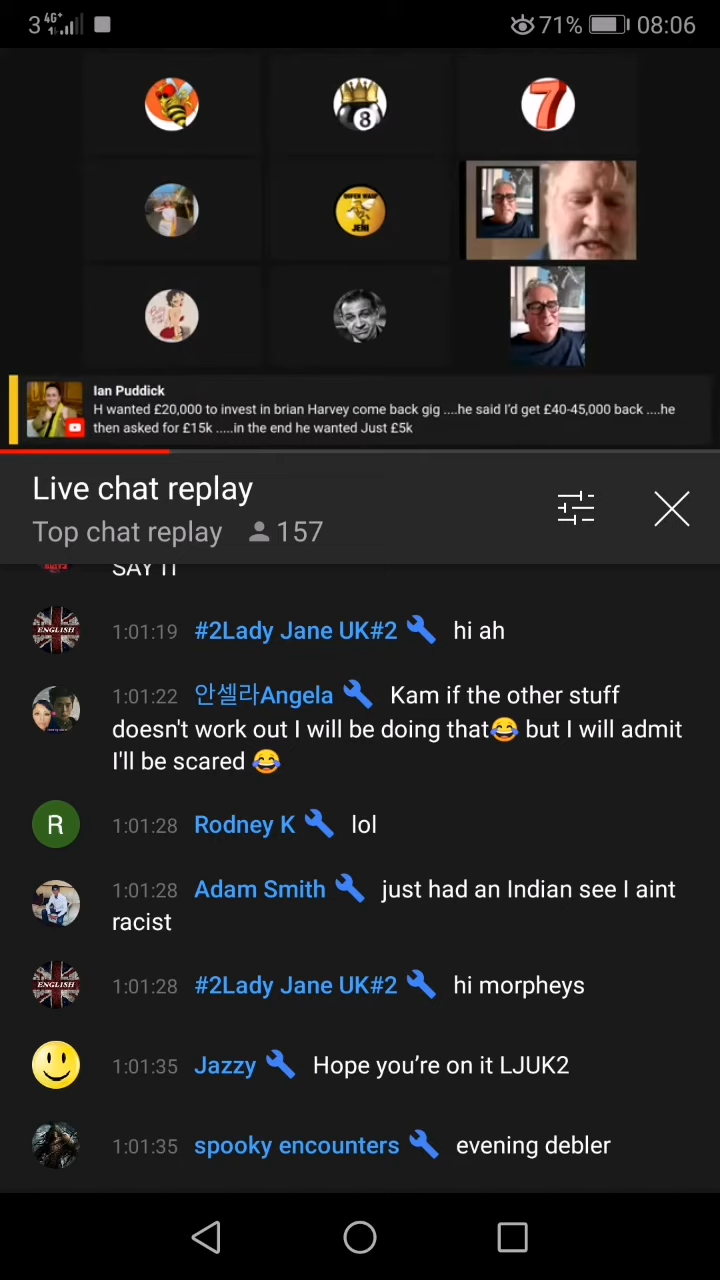 3 4G+ 71% 08:06
8
7
QUEEN WASP
JENI
Ian Puddick
H wanted £20,000 to invest in brian Harvey come back gig ....he said I'd get £40-45,000 back ....he
then asked for £15k .....in the end he wanted Just £5k
Live chat replay
Top chat replay 157
SAY IT
ENGLISH
1:01:19 #2Lady Jane UK#2 hi ah
1:01:22 안셀라Angela Kam if the other stuff
doesn't work out I will be doing that😂 but I will admit
I'll be scared 😂
R
1:01:28 Rodney K lol
1:01:28 Adam Smith just had an Indian see I aint
racist
ENGLISH
1:01:28 #2Lady Jane UK#2 hi morpheys
1:01:35 Jazzy Hope you’re on it LJUK2
1:01:35 spooky encounters evening debler